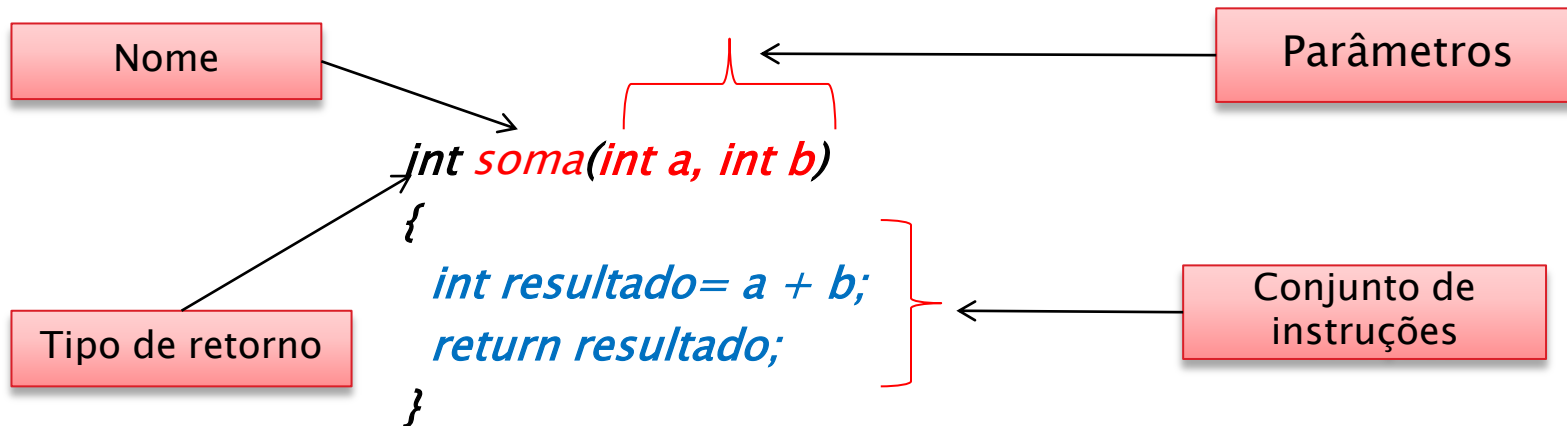 Nome
Parâmetros
int soma(int a, int b)
{
int resultado= a + b;
return resultado;
}
Tipo de retorno
Conjunto de
instruções